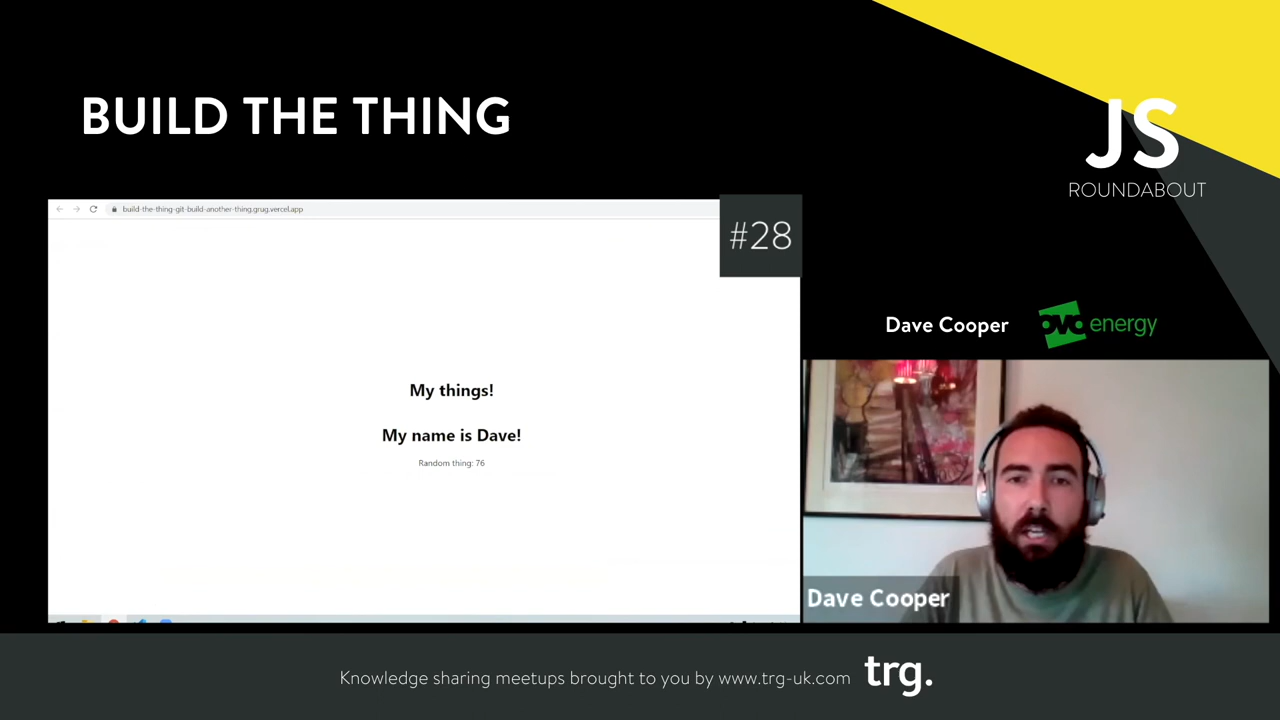 BUILD THE THING
JS
ROUNDABOUT
build-the-thing-git-build-another-thing.grug.vercel.app
#28
My things!
My name is Dave!
Random thing: 76
Dave Cooper
ovo energy
Dave Cooper
Knowledge sharing meetups brought to you by www.trg-uk.com trg.